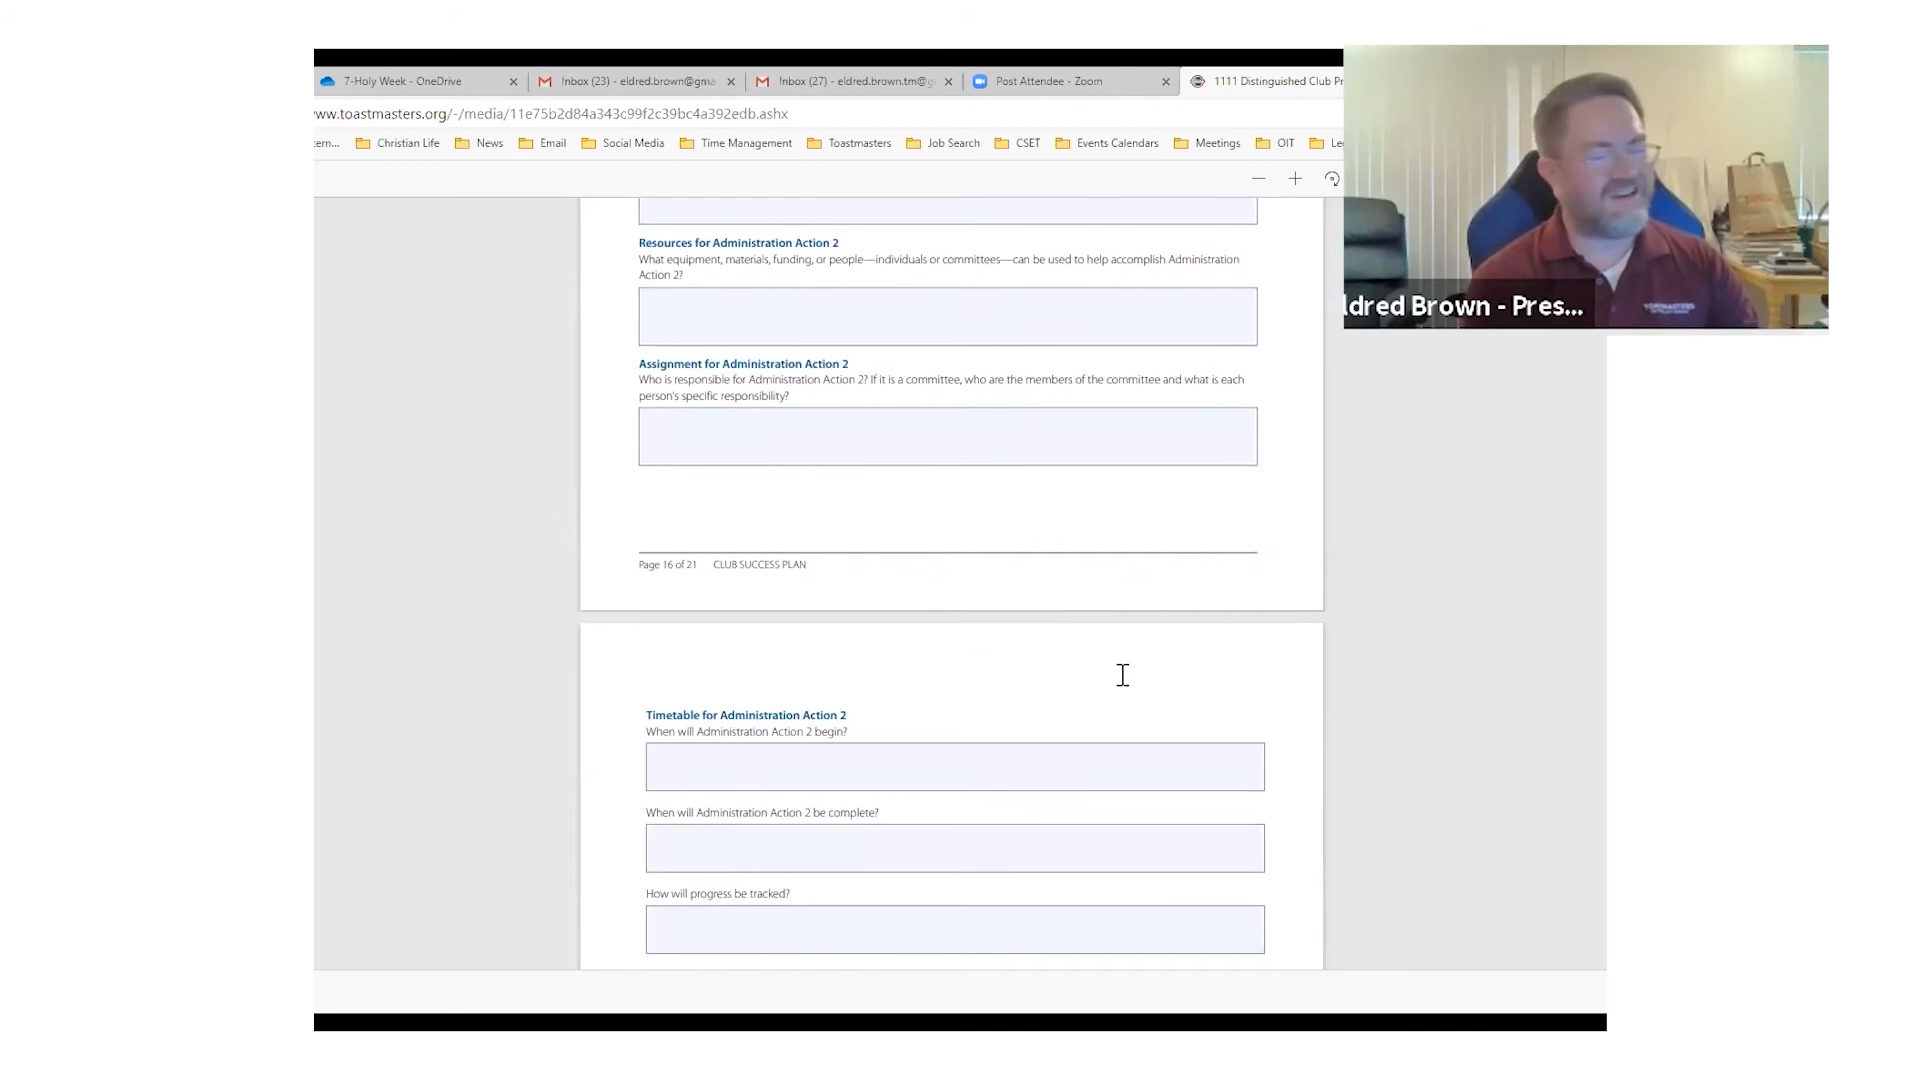 7-Holy Week - OneDrive
Inbox (23) - eldred.brown@gma
Inbox (27) - eldred.brown.tm@g
Post Attendee - Zoom
1111 Distinguished Club Pr
www.toastmasters.org/-/media/11e75b2d84a343c99f2c39bc4a392edb.ashx
tern...
Christian Life
News
Email
Social Media
Time Management
Toastmasters
Job Search
CSET
Events Calendars
Meetings
OIT
Le
ldred Brown - Pres...
TOASTMASTERS
Resources for Administration Action 2
What equipment, materials, funding, or people—individuals or committees—can be used to help accomplish Administration
Action 2?
Assignment for Administration Action 2
Who is responsible for Administration Action 2? If it is a committee, who are the members of the committee and what is each
person's specific responsibility?
Page 16 of 21 CLUB SUCCESS PLAN
Timetable for Administration Action 2
When will Administration Action 2 begin?
When will Administration Action 2 be complete?
How will progress be tracked?